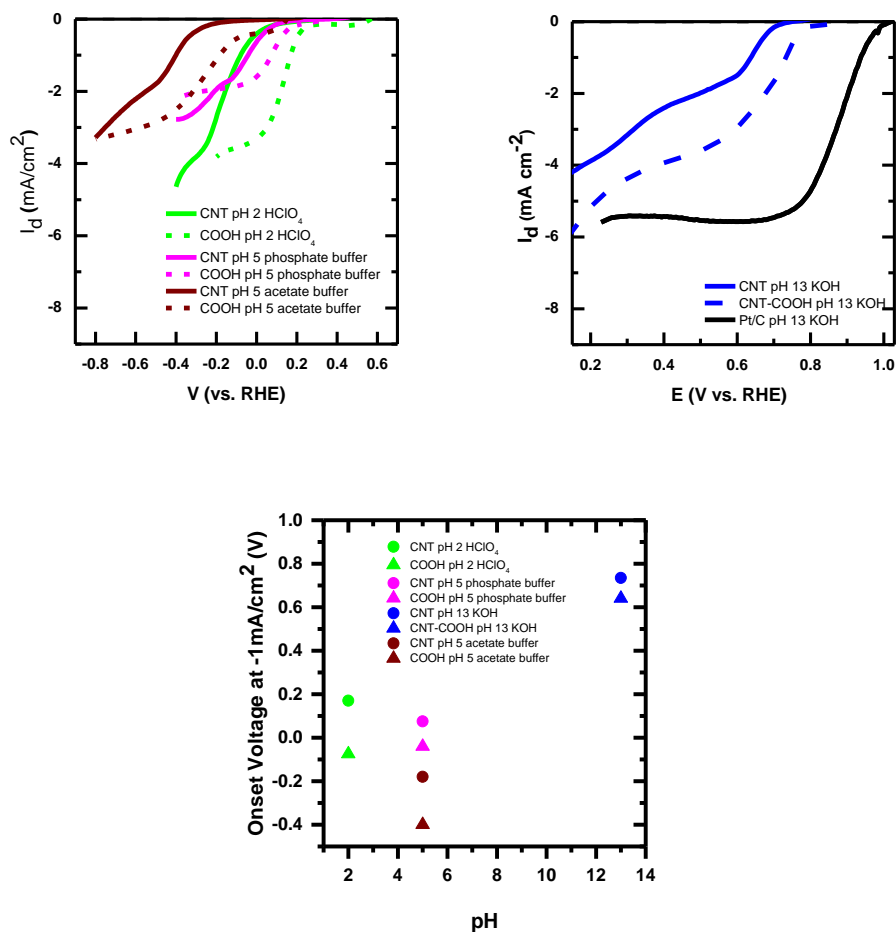 0
-2
-4
-6
-8
I_d (mA/cm²)
CNT pH 2 HClO₄
COOH pH 2 HClO₄
CNT pH 5 phosphate buffer
COOH pH 5 phosphate buffer
CNT pH 5 acetate buffer
COOH pH 5 acetate buffer
-0.8 -0.6 -0.4 -0.2 0.0 0.2 0.4 0.6
V (vs. RHE)
0
-2
-4
-6
-8
I_d (mA cm⁻²)
CNT pH 13 KOH
CNT-COOH pH 13 KOH
Pt/C pH 13 KOH
0.2 0.4 0.6 0.8 1.0
E (V vs. RHE)
1.0
0.8
0.6
0.4
0.2
0.0
-0.2
-0.4
Onset Voltage at -1mA/cm² (V)
CNT pH 2 HClO₄
COOH pH 2 HClO₄
CNT pH 5 phosphate buffer
COOH pH 5 phosphate buffer
CNT pH 13 KOH
CNT-COOH pH 13 KOH
CNT pH 5 acetate buffer
COOH pH 5 acetate buffer
2 4 6 8 10 12 14
pH